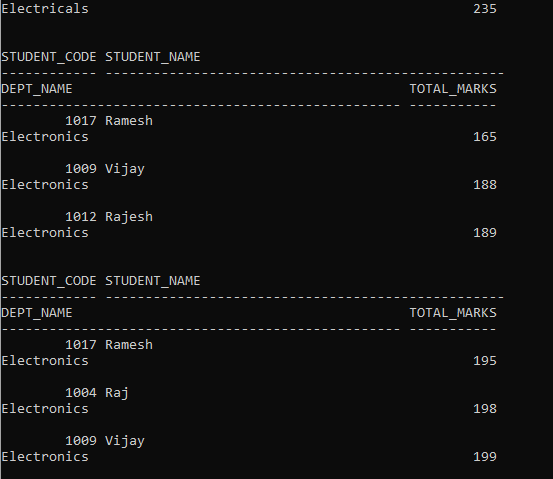 Electricals 235
STUDENT_CODE STUDENT_NAME
------------ --------------------------------------------------
DEPT_NAME TOTAL_MARKS
-------------------------------------------------- -----------
1017 Ramesh
Electronics 165
1009 Vijay
Electronics 188
1012 Rajesh
Electronics 189
STUDENT_CODE STUDENT_NAME
------------ --------------------------------------------------
DEPT_NAME TOTAL_MARKS
-------------------------------------------------- -----------
1017 Ramesh
Electronics 195
1004 Raj
Electronics 198
1009 Vijay
Electronics 199